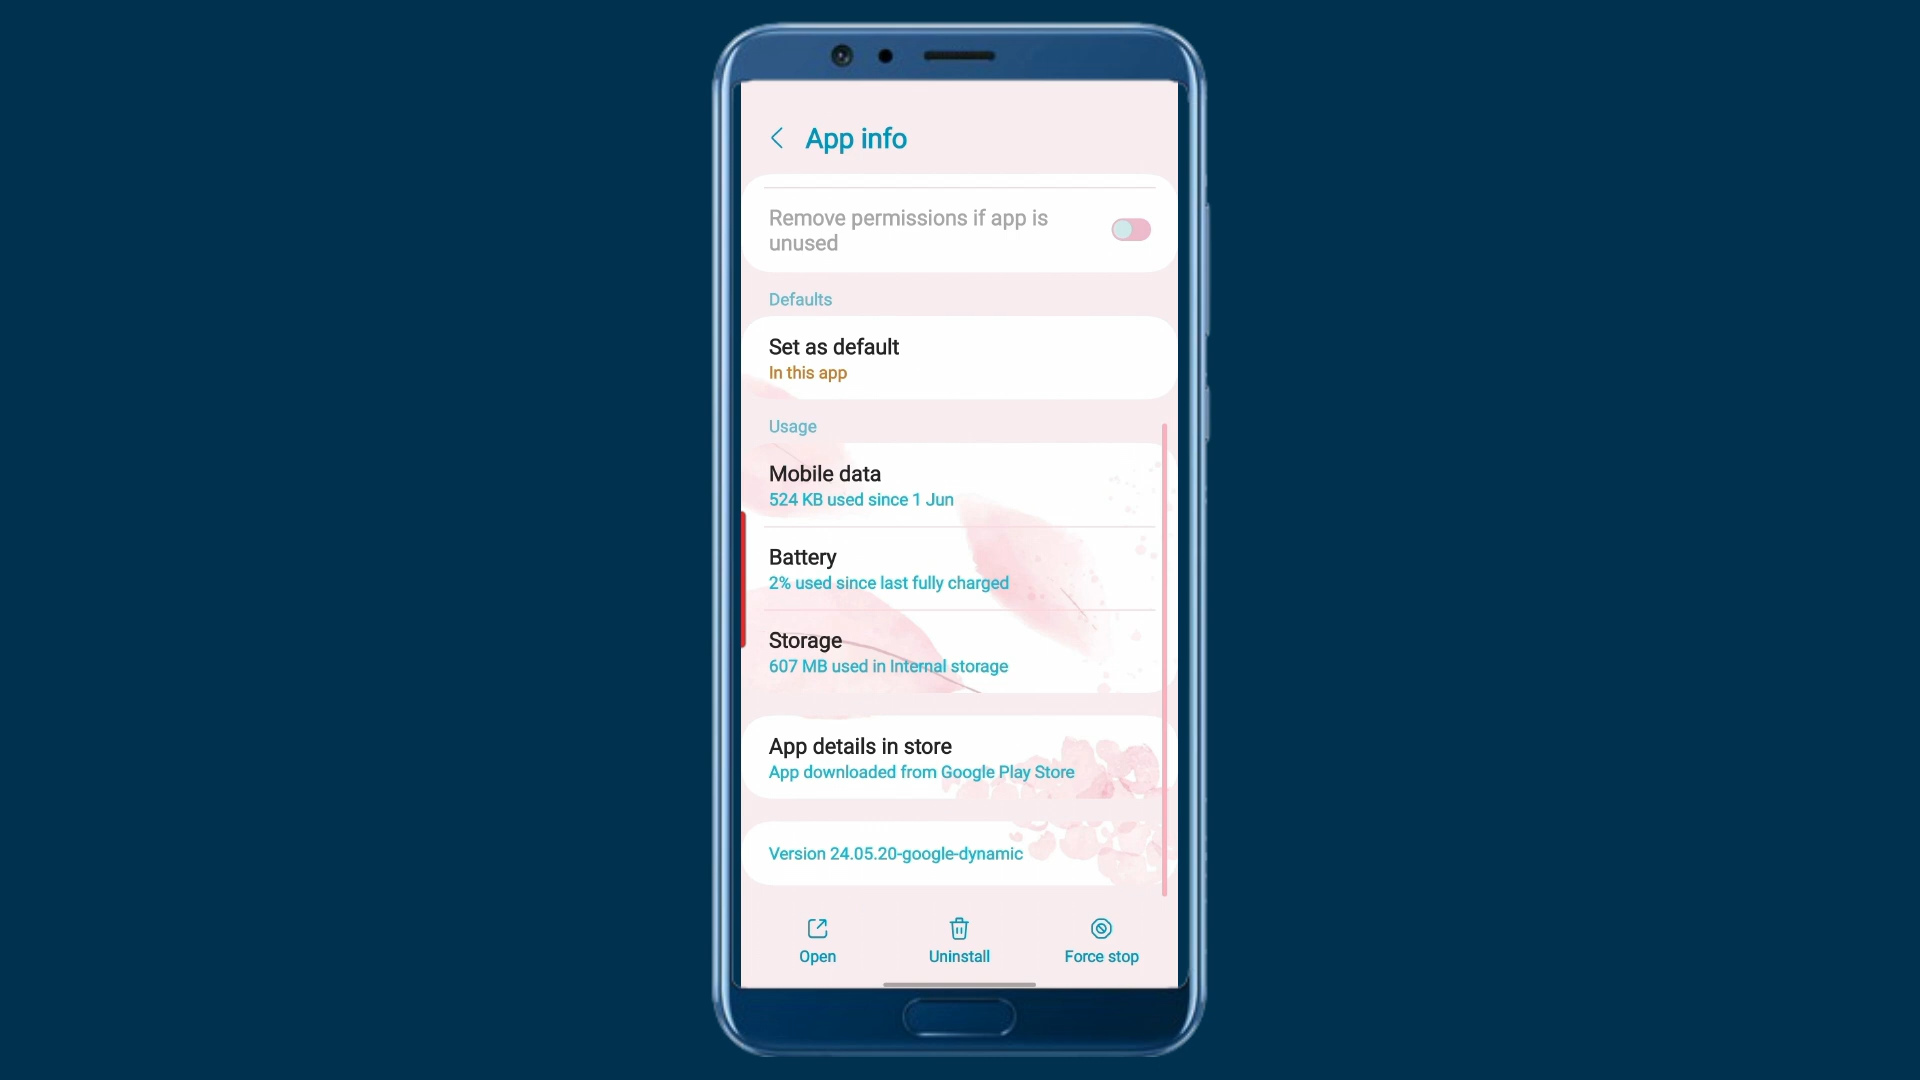 App info
Remove permissions if app is
unused
Defaults
Set as default
In this app
Usage
Mobile data
524 KB used since 1 Jun
Battery
2% used since last fully charged
Storage
607 MB used in Internal storage
App details in store
App downloaded from Google Play Store
Version 24.05.20-google-dynamic
Open
Uninstall
Force stop